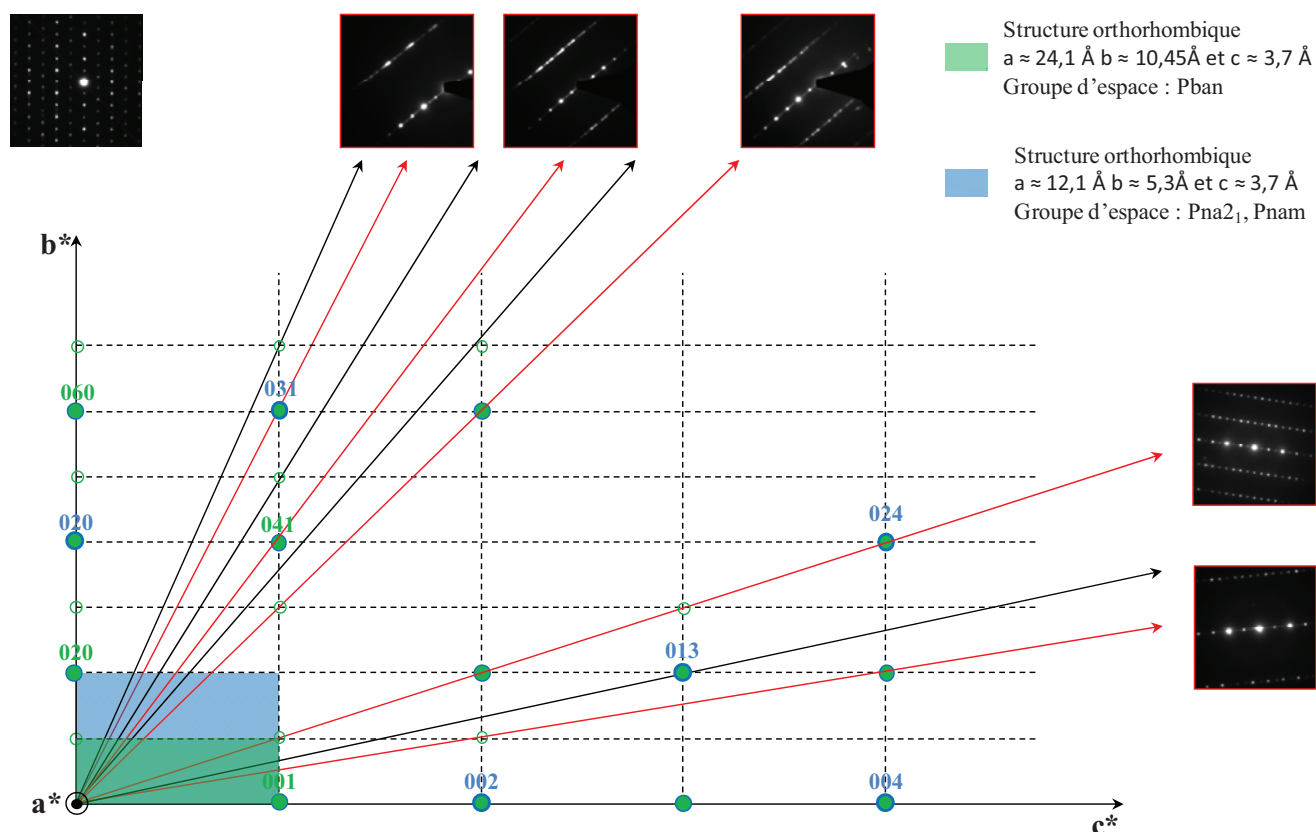 Structure orthorhombique
a ≈ 24,1 Å b ≈ 10,45Å et c ≈ 3,7 Å
Groupe d'espace : Pban
Structure orthorhombique
a ≈ 12,1 Å b ≈ 5,3Å et c ≈ 3,7 Å
Groupe d'espace : Pna2₁, Pnam
b*
060
031
020
041
024
020
013
001
002
004
a*
c*